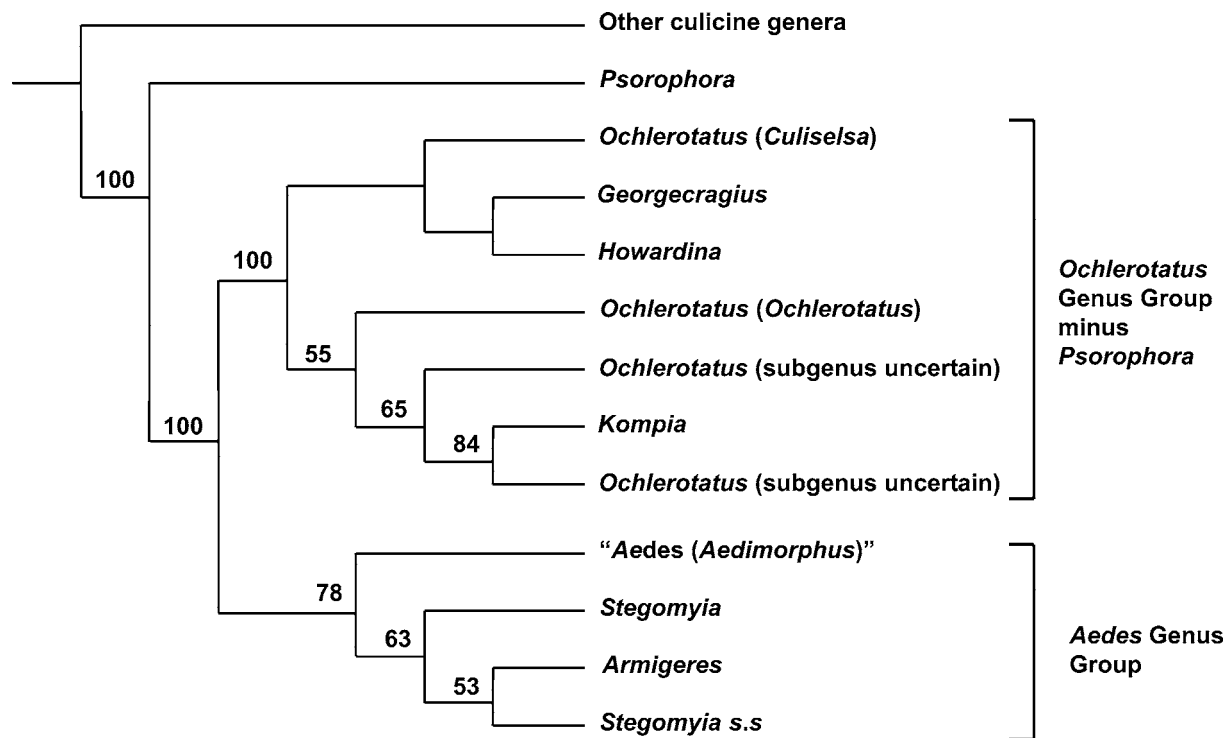 Other culicine genera
Psorophora
100
Ochlerotatus (Culiselsa)
Georgecragius
100
Howardina
Ochlerotatus (Ochlerotatus)
55
Ochlerotatus (subgenus uncertain)
65
Kompia
100
84
Ochlerotatus (subgenus uncertain)
Ochlerotatus
Genus Group
minus
Psorophora
“Aedes (Aedimorphus)”
78
Stegomyia
63
Armigeres
53
Stegomyia s.s
Aedes Genus
Group